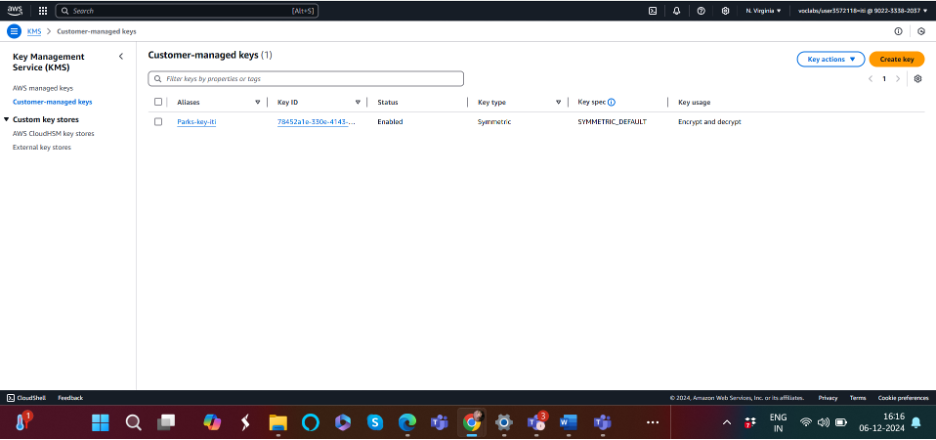 aws
Search [Alt+S] N. Virginia ▼ voclabs/user3572118=iti @ 9022-3336-2037 ▼
KMS > Customer-managed keys
Key Management Service (KMS)
AWS managed keys
Customer-managed keys
Custom key stores
AWS CloudHSM key stores
External key stores
Customer-managed keys (1)
Key actions ▼ Create key
Filter keys by properties or tags
1
Aliases Key ID Status Key type Key spec Key usage
Parks-key-iti 78452a1e-330e-4143-... Enabled Symmetric SYMMETRIC_DEFAULT Encrypt and decrypt
CloudShell Feedback © 2024, Amazon Web Services, Inc. or its affiliates. Privacy Terms Cookie preferences
1
3
ENG
IN
16:16
06-12-2024